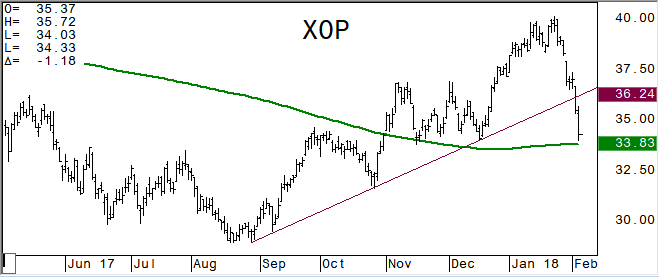 O= 35.37
H= 35.72
L= 34.03
L= 34.33
Δ= -1.18
XOP
40.00
37.50
36.24
35.00
33.83
32.50
30.00
Jun 17 Jul Aug Sep Oct Nov Dec Jan 18 Feb